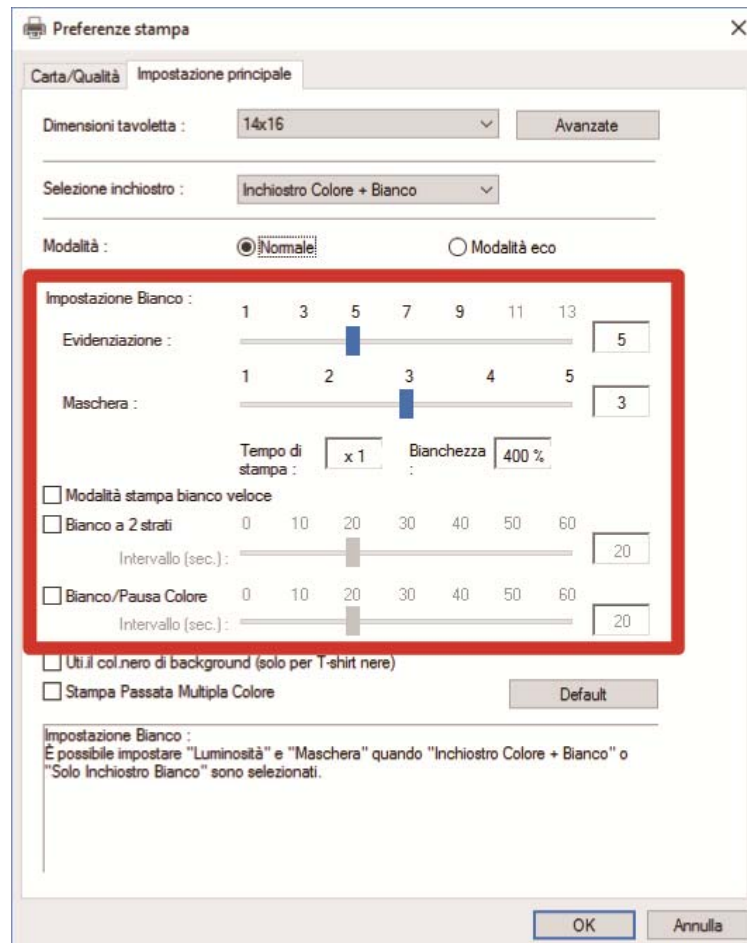 Preferenze stampa
Carta/Qualità Impostazione principale
Dimensioni tavoletta : 14x16 Avanzate
Selezione inchiostro : Inchiostro Colore + Bianco
Modalità : Normale Modalità eco
Impostazione Bianco :
1 3 5 7 9 11 13
Evidenziazione : 5
1 2 3 4 5
Maschera : 3
Tempo di stampa : x 1 Bianchezza : 400 %
Modalità stampa bianco veloce
Bianco a 2 strati 0 10 20 30 40 50 60
Intervallo (sec.) : 20
Bianco/Pausa Colore 0 10 20 30 40 50 60
Intervallo (sec.) : 20
Uti.il col.nero di background (solo per T-shirt nere)
Stampa Passata Multipla Colore Default
Impostazione Bianco :
È possibile impostare "Luminosità" e "Maschera" quando "Inchiostro Colore + Bianco" o
"Solo Inchiostro Bianco" sono selezionati.
OK Annulla